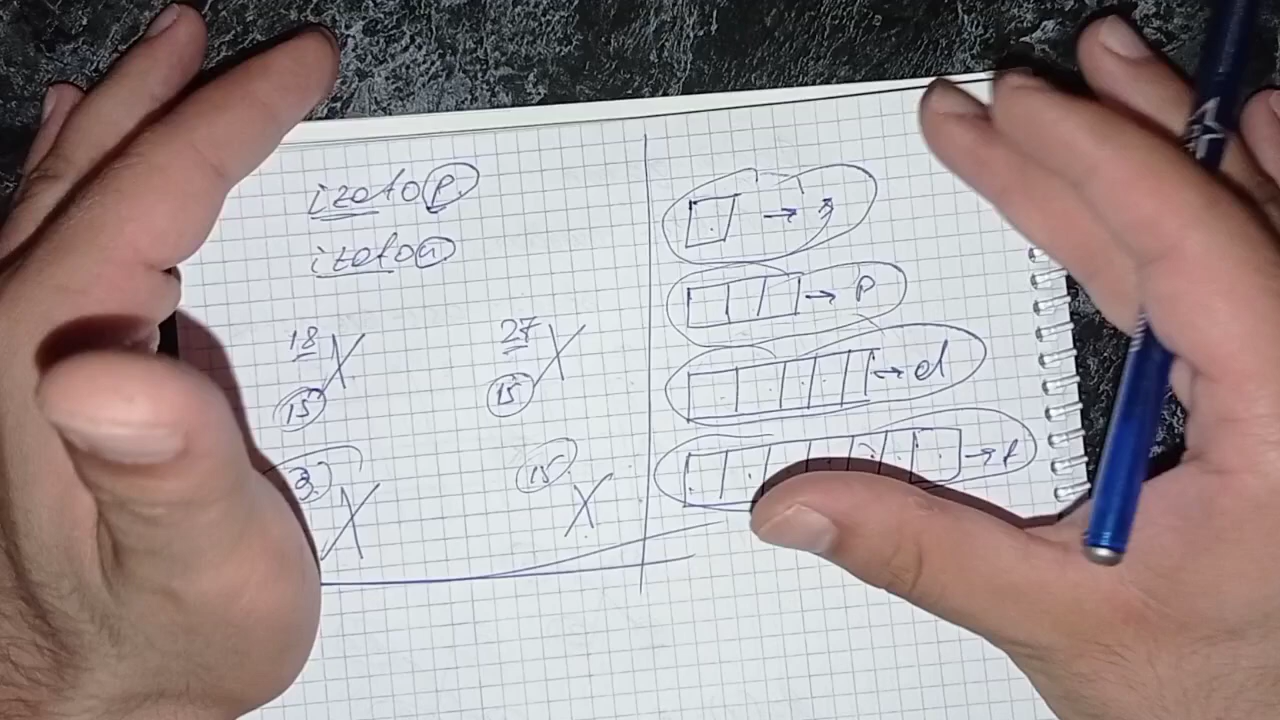 izotop
izoton
18
X
15
27
X
15
X
15
X
→ s
→ p
→ d
→ f